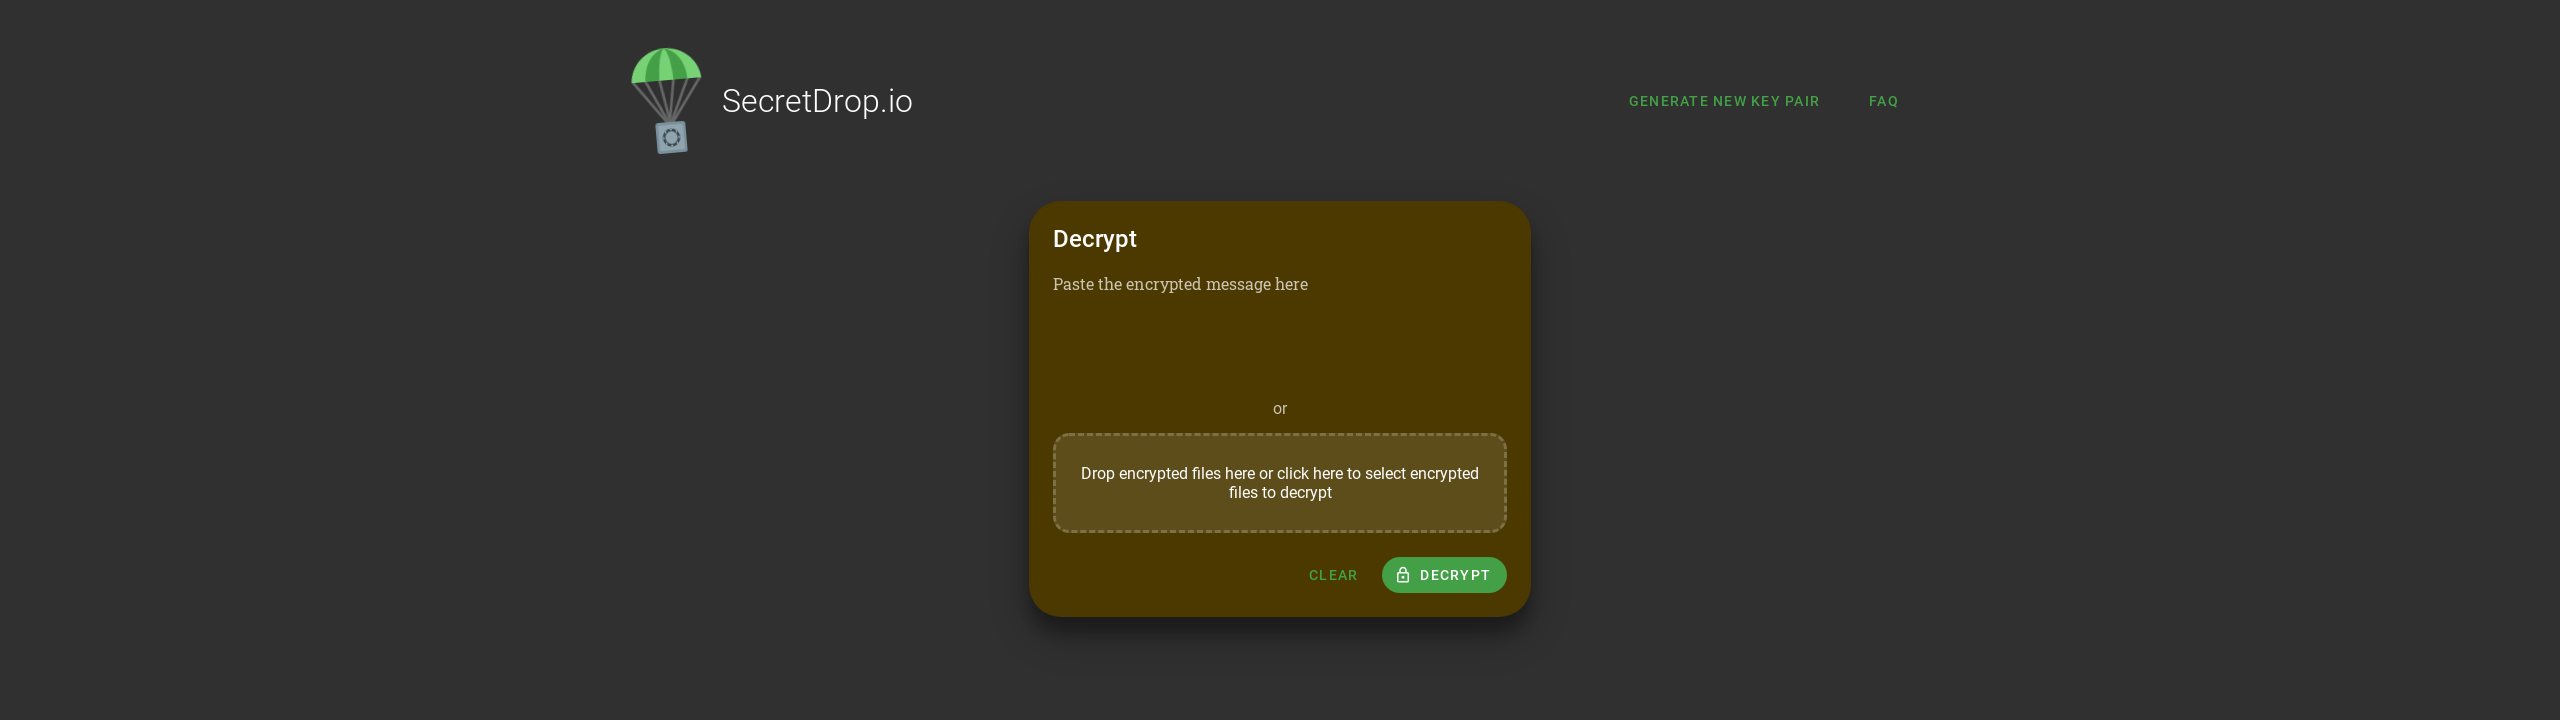 SecretDrop.io
GENERATE NEW KEY PAIR
FAQ
Decrypt
Paste the encrypted message here
or
Drop encrypted files here or click here to select encrypted
files to decrypt
CLEAR
DECRYPT